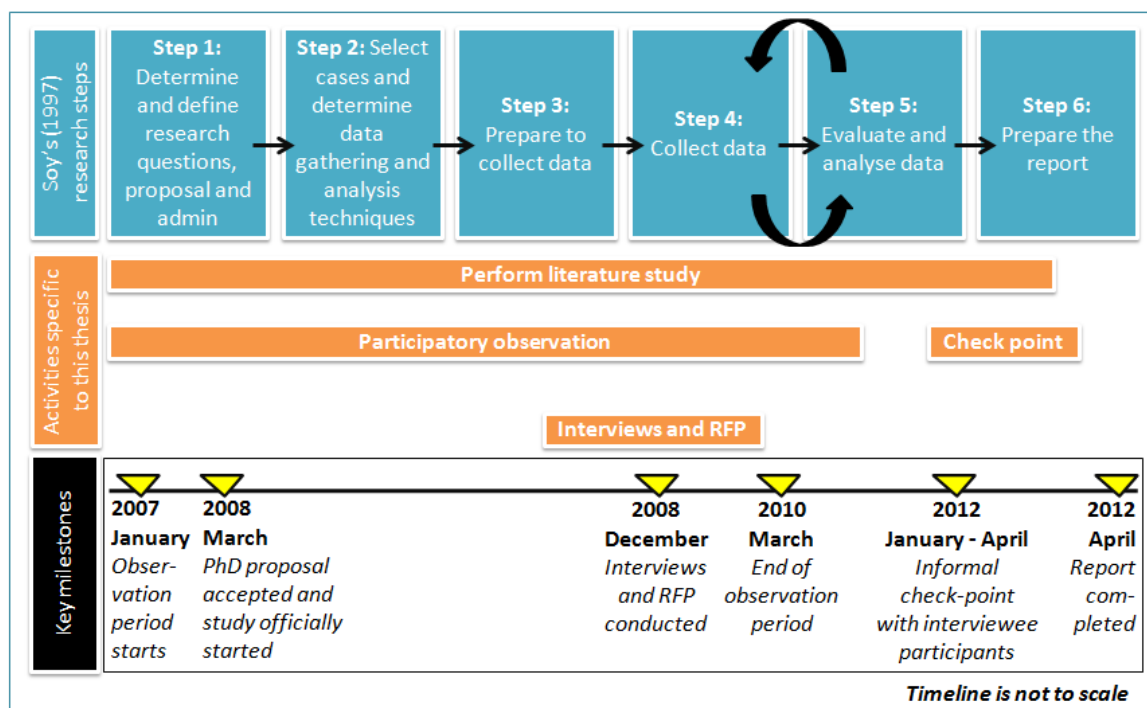 Soy's (1997)
research steps
Step 1:
Determine
and define
research
questions,
proposal and
admin
Step 2: Select
cases and
determine
data
gathering and
analysis
techniques
Step 3:
Prepare to
collect data
Step 4:
Collect data
Step 5:
Evaluate and
analyse data
Step 6:
Prepare the
report
Activities specific
to this thesis
Perform literature study
Participatory observation
Check point
Interviews and RFP
Key milestones
2007
January
Obser-
vation
period
starts
2008
March
PhD proposal
accepted and
study officially
started
2008
December
Interviews
and RFP
conducted
2010
March
End of
observation
period
2012
January - April
Informal
check-point
with interviewee
participants
2012
April
Report
com-
pleted
Timeline is not to scale